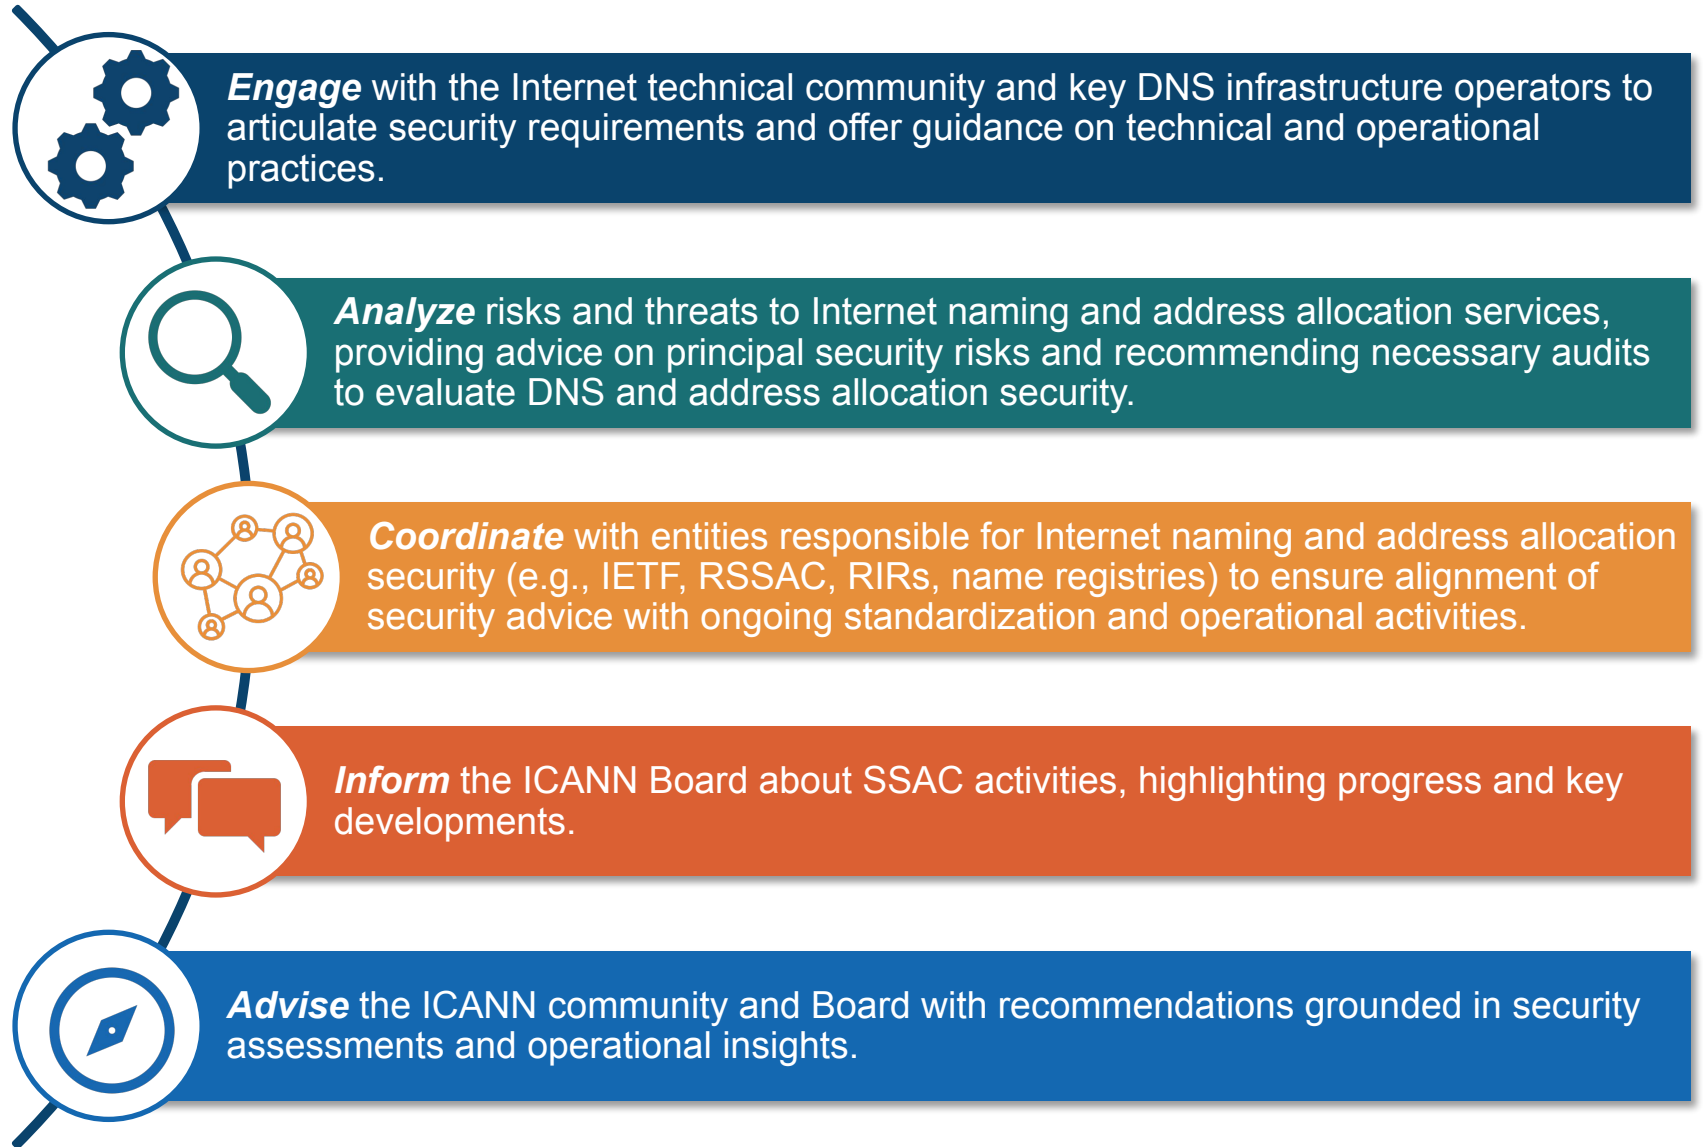 Engage with the Internet technical community and key DNS infrastructure operators to
articulate security requirements and offer guidance on technical and operational
practices.
Analyze risks and threats to Internet naming and address allocation services,
providing advice on principal security risks and recommending necessary audits
to evaluate DNS and address allocation security.
Coordinate with entities responsible for Internet naming and address allocation
security (e.g., IETF, RSSAC, RIRs, name registries) to ensure alignment of
security advice with ongoing standardization and operational activities.
Inform the ICANN Board about SSAC activities, highlighting progress and key
developments.
Advise the ICANN community and Board with recommendations grounded in security
assessments and operational insights.